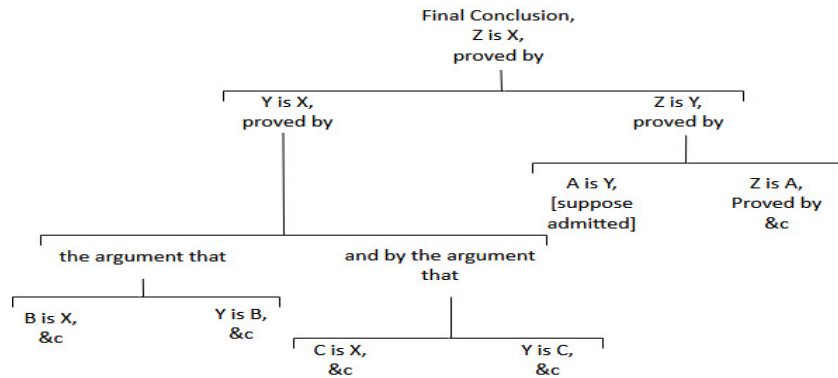 Final Conclusion,
Z is X,
proved by
Y is X,
proved by
Z is Y,
proved by
A is Y,
[suppose
admitted]
Z is A,
Proved by
&c
the argument that
and by the argument
that
B is X,
&c
Y is B,
&c
C is X,
&c
Y is C,
&c